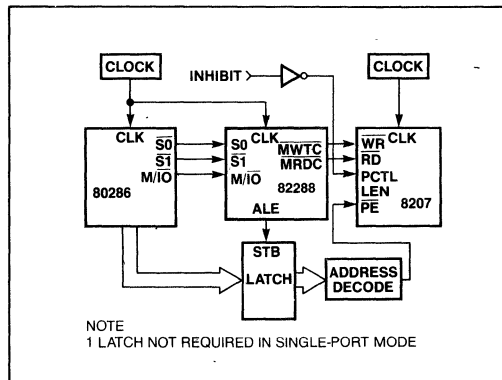 CLOCK
INHIBIT
CLOCK
CLK
S0
S1
M/IO
80286
S0
S1
M/IO
CLK
MWTC
MRDC
82288
ALE
WR
RD
PCTL
LEN
PE
CLK
8207
STB
LATCH
ADDRESS
DECODE
NOTE
1 LATCH NOT REQUIRED IN SINGLE-PORT MODE